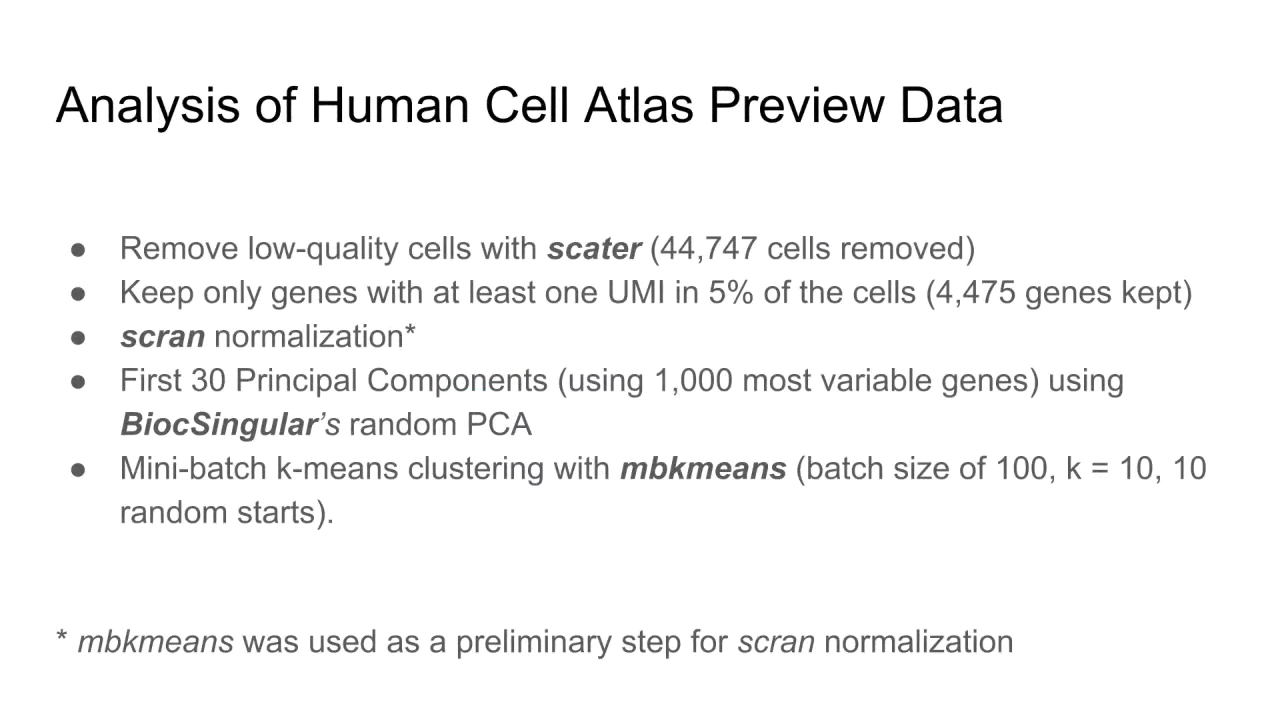 Analysis of Human Cell Atlas Preview Data
● Remove low-quality cells with scater (44,747 cells removed)
● Keep only genes with at least one UMI in 5% of the cells (4,475 genes kept)
● scran normalization*
● First 30 Principal Components (using 1,000 most variable genes) using
BiocSingular’s random PCA
● Mini-batch k-means clustering with mbkmeans (batch size of 100, k = 10, 10
random starts).
* mbkmeans was used as a preliminary step for scran normalization